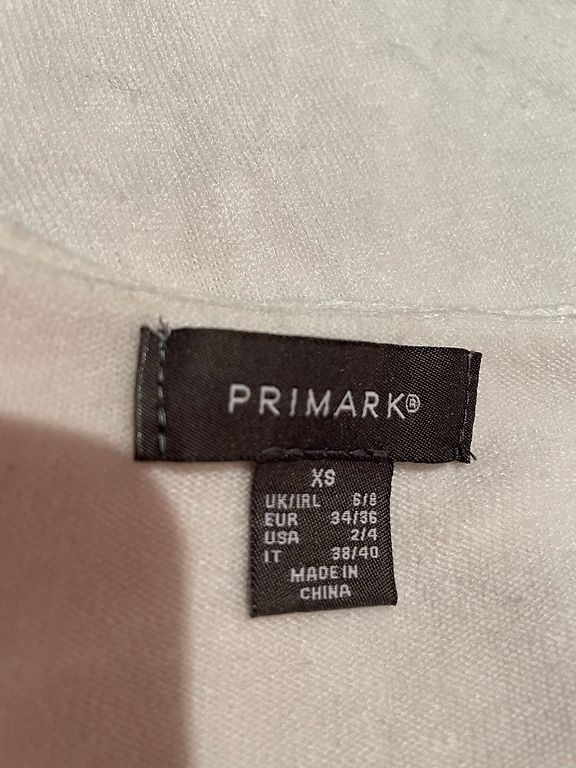 PRIMARK®
XS
UK/IRL 6/8
EUR 34/36
USA 2/4
IT 38/40
MADE IN
CHINA